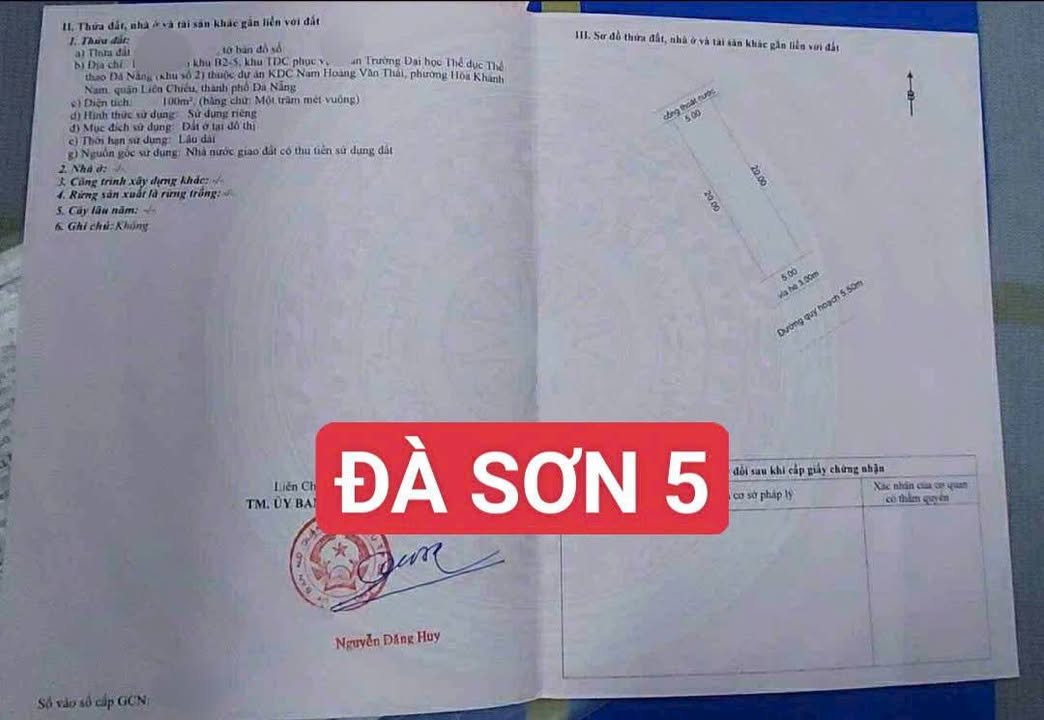 II. Thửa đất, nhà ở và tài sản khác gắn liền với đất
1. Thửa đất:
a) Thửa đất , tờ bản đồ số
b) Địa chỉ: khu B2-5, khu TDC phục v an Trường Đại học Thể dục Thể
thao Đà Nẵng (khu số 2) thuộc dự án KDC Nam Hoàng Văn Thái, phường Hòa Khánh
Nam, quận Liên Chiểu, thành phố Đà Nẵng
c) Diện tích: 100m², (bằng chữ: Một trăm mét vuông)
d) Hình thức sử dụng: Sử dụng riêng
đ) Mục đích sử dụng: Đất ở tại đô thị
e) Thời hạn sử dụng: Lâu dài
g) Nguồn gốc sử dụng: Nhà nước giao đất có thu tiền sử dụng đất
2. Nhà ở: -/-
3. Công trình xây dựng khác: -/-
4. Rừng sản xuất là rừng trồng: -/-
5. Cây lâu năm: -/-
6. Ghi chú: Không
Liên Ch
TM. ỦY BA
Nguyễn Đăng Huy
Số vào sổ cấp GCN:
III. Sơ đồ thửa đất, nhà ở và tài sản khác gắn liền với đất
cống thoát nước
5.00
20.00
20.00
5.00
vỉa hè 3.00m
Đường quy hoạch 5.50m
ĐÀ SƠN 5
đổi sau khi cấp giấy chứng nhận
cơ sở pháp lý
Xác nhận của cơ quan
có thẩm quyền